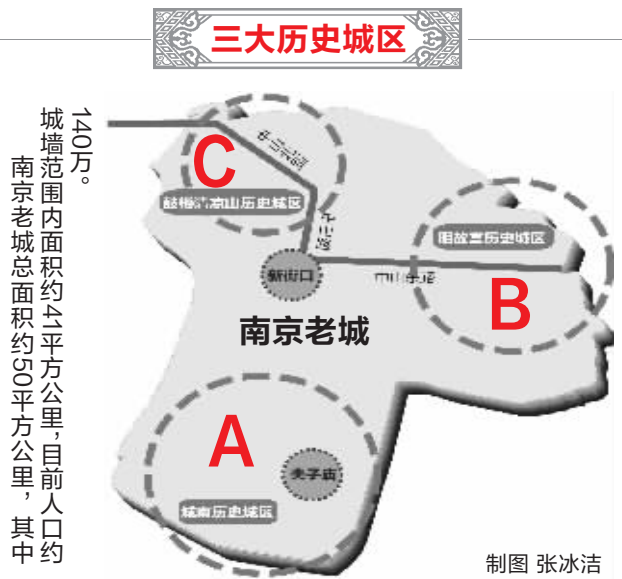 三大历史城区
南京老城总面积约50平方公里，其中
城墙范围内面积约41平方公里，目前人口约
140万。
C
中山北路
鼓楼清凉山历史城区
中山路
明故宫历史城区
新街口
中山东路
B
南京老城
A
夫子庙
城南历史城区
制图 张冰洁